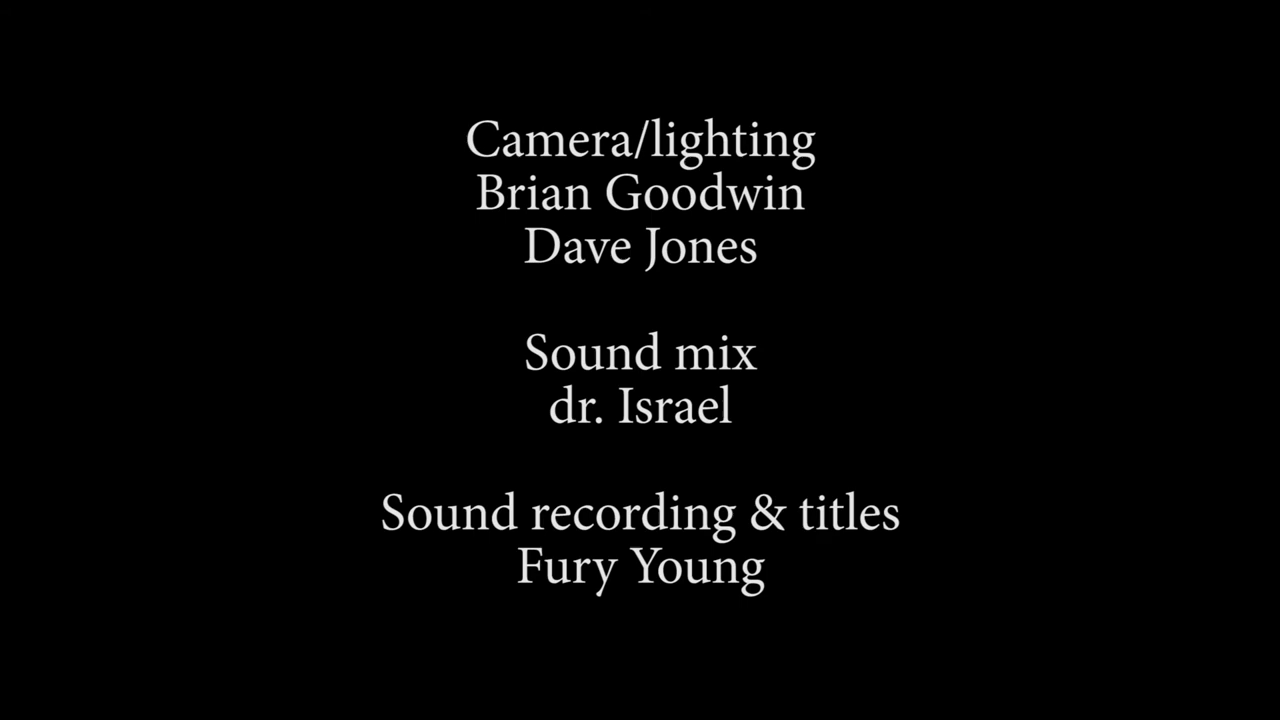 Camera/lighting
Brian Goodwin
Dave Jones
Sound mix
dr. Israel
Sound recording & titles
Fury Young